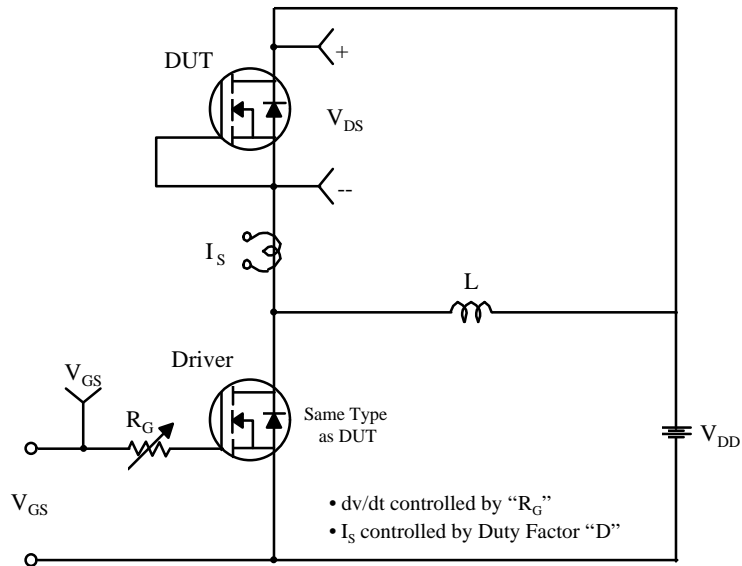 DUT
+
V_DS
--
I_S
L
Driver
V_GS
R_G
Same Type
as DUT
V_DD
V_GS
• dv/dt controlled by “R_G”
• I_S controlled by Duty Factor “D”